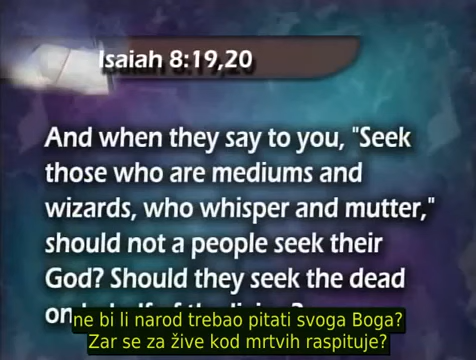 Isaiah 8:19,20
And when they say to you, "Seek
those who are mediums and
wizards, who whisper and mutter,"
should not a people seek their
God? Should they seek the dead
on
ne bi li narod trebao pitati svoga Boga?
Zar se za žive kod mrtvih raspituje?